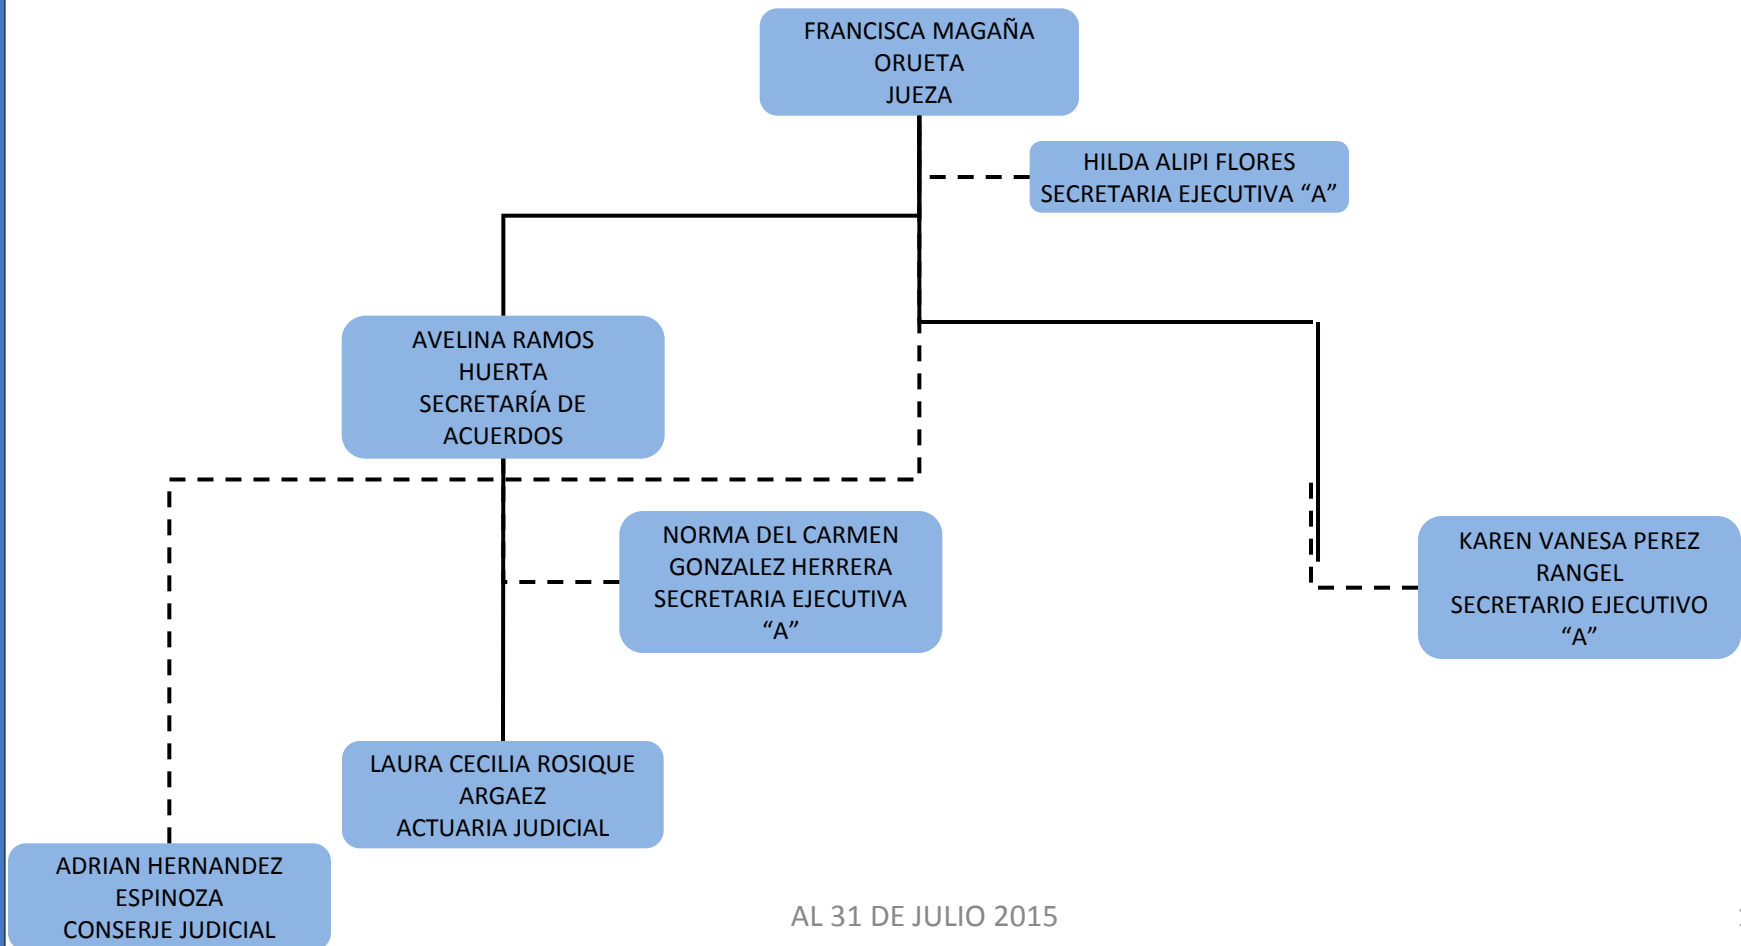 FRANCISCA MAGAÑA
ORUETA
JUEZA
HILDA ALIPI FLORES
SECRETARIA EJECUTIVA “A”
AVELINA RAMOS
HUERTA
SECRETARÍA DE
ACUERDOS
NORMA DEL CARMEN
GONZALEZ HERRERA
SECRETARIA EJECUTIVA
“A”
KAREN VANESA PEREZ
RANGEL
SECRETARIO EJECUTIVO
“A”
LAURA CECILIA ROSIQUE
ARGAEZ
ACTUARIA JUDICIAL
ADRIAN HERNANDEZ
ESPINOZA
CONSERJE JUDICIAL
AL 31 DE JULIO 2015